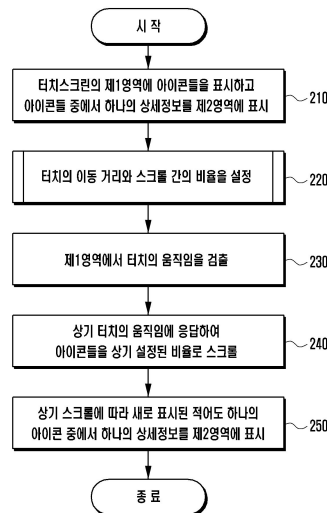 시 작
터치스크린의 제1영역에 아이콘들을 표시하고
아이콘들 중에서 하나의 상세정보를 제2영역에 표시
210
터치의 이동 거리와 스크롤 간의 비율을 설정
220
제1영역에서 터치의 움직임을 검출
230
상기 터치의 움직임에 응답하여
아이콘들을 상기 설정된 비율로 스크롤
240
상기 스크롤에 따라 새로 표시된 적어도 하나의
아이콘 중에서 하나의 상세정보를 제2영역에 표시
250
종 료